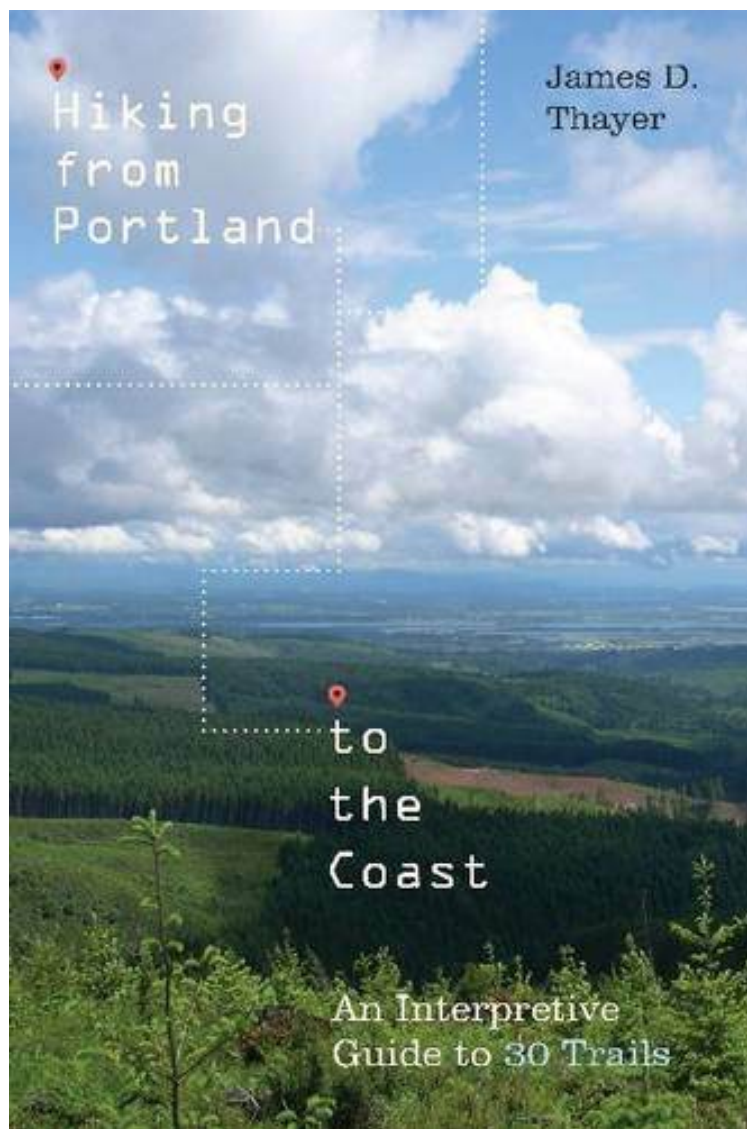 Hiking
from
Portland
James D.
Thayer
to
the
Coast
An Interpretive
Guide to 30 Trails